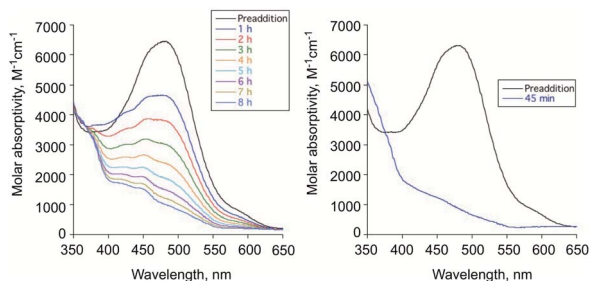 Preaddition
1 h
2 h
3 h
4 h
5 h
6 h
7 h
8 h
7000
6000
5000
4000
3000
2000
1000
0
350 400 450 500 550 600 650
Molar absorptivity, M⁻¹cm⁻¹
Wavelength, nm
Preaddition
45 min
7000
6000
5000
4000
3000
2000
1000
0
350 400 450 500 550 600 650
Molar absorptivity, M⁻¹cm⁻¹
Wavelength, nm